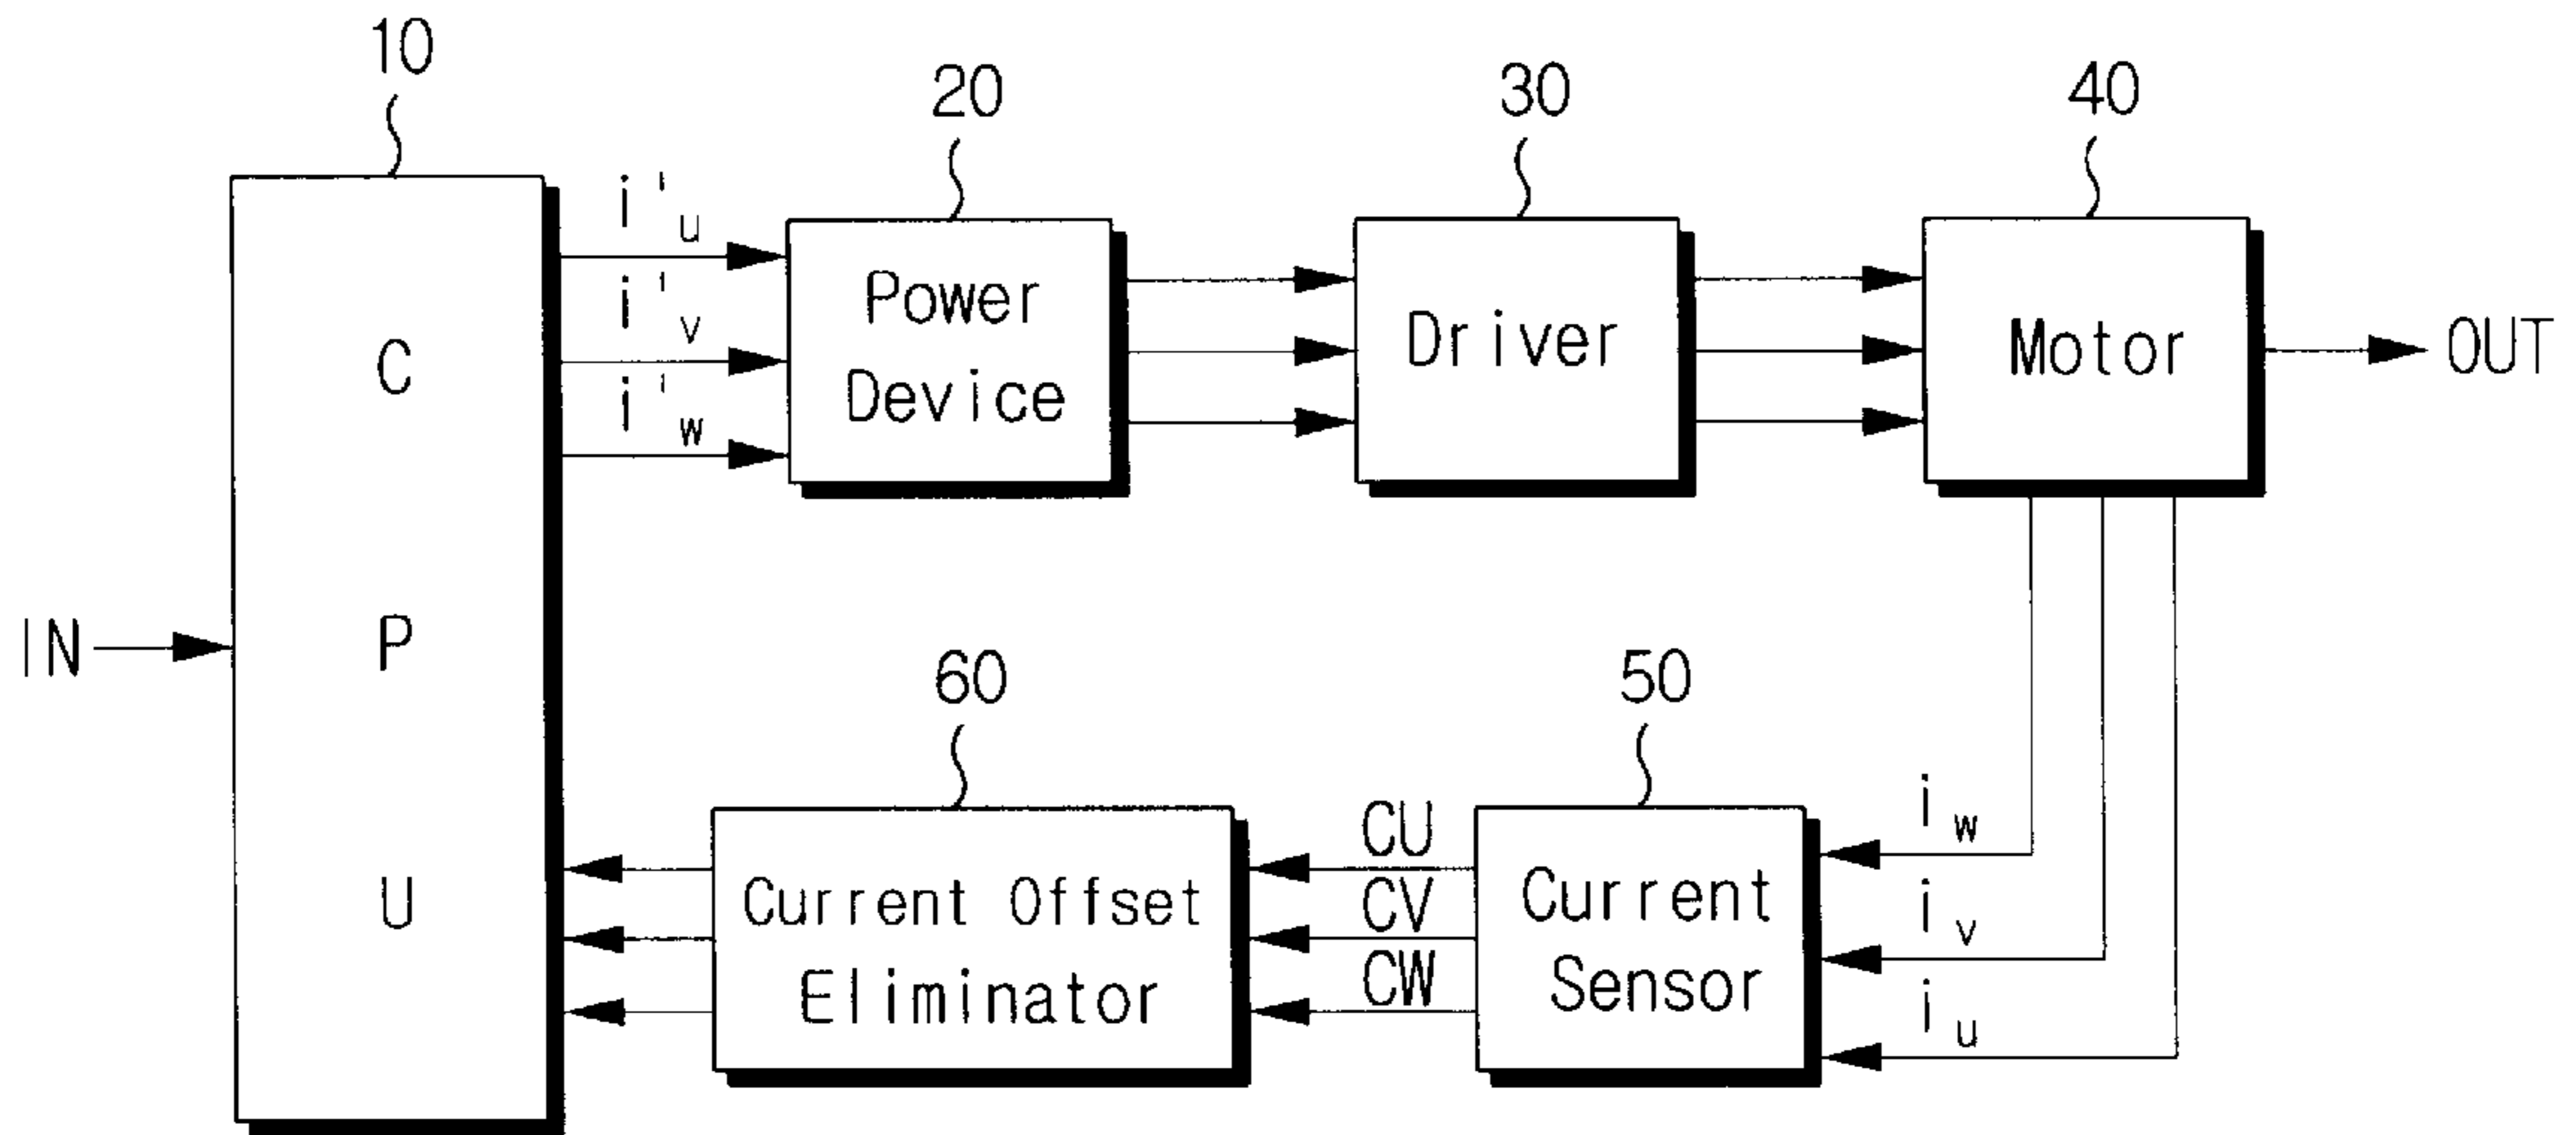 10
20
30
40
i'u
i'v
i'w
C
P
U
Power
Device
Driver
Motor
OUT
IN
60
50
CU
CV
CW
Current Offset
Eliminator
Current
Sensor
iw
iv
iu